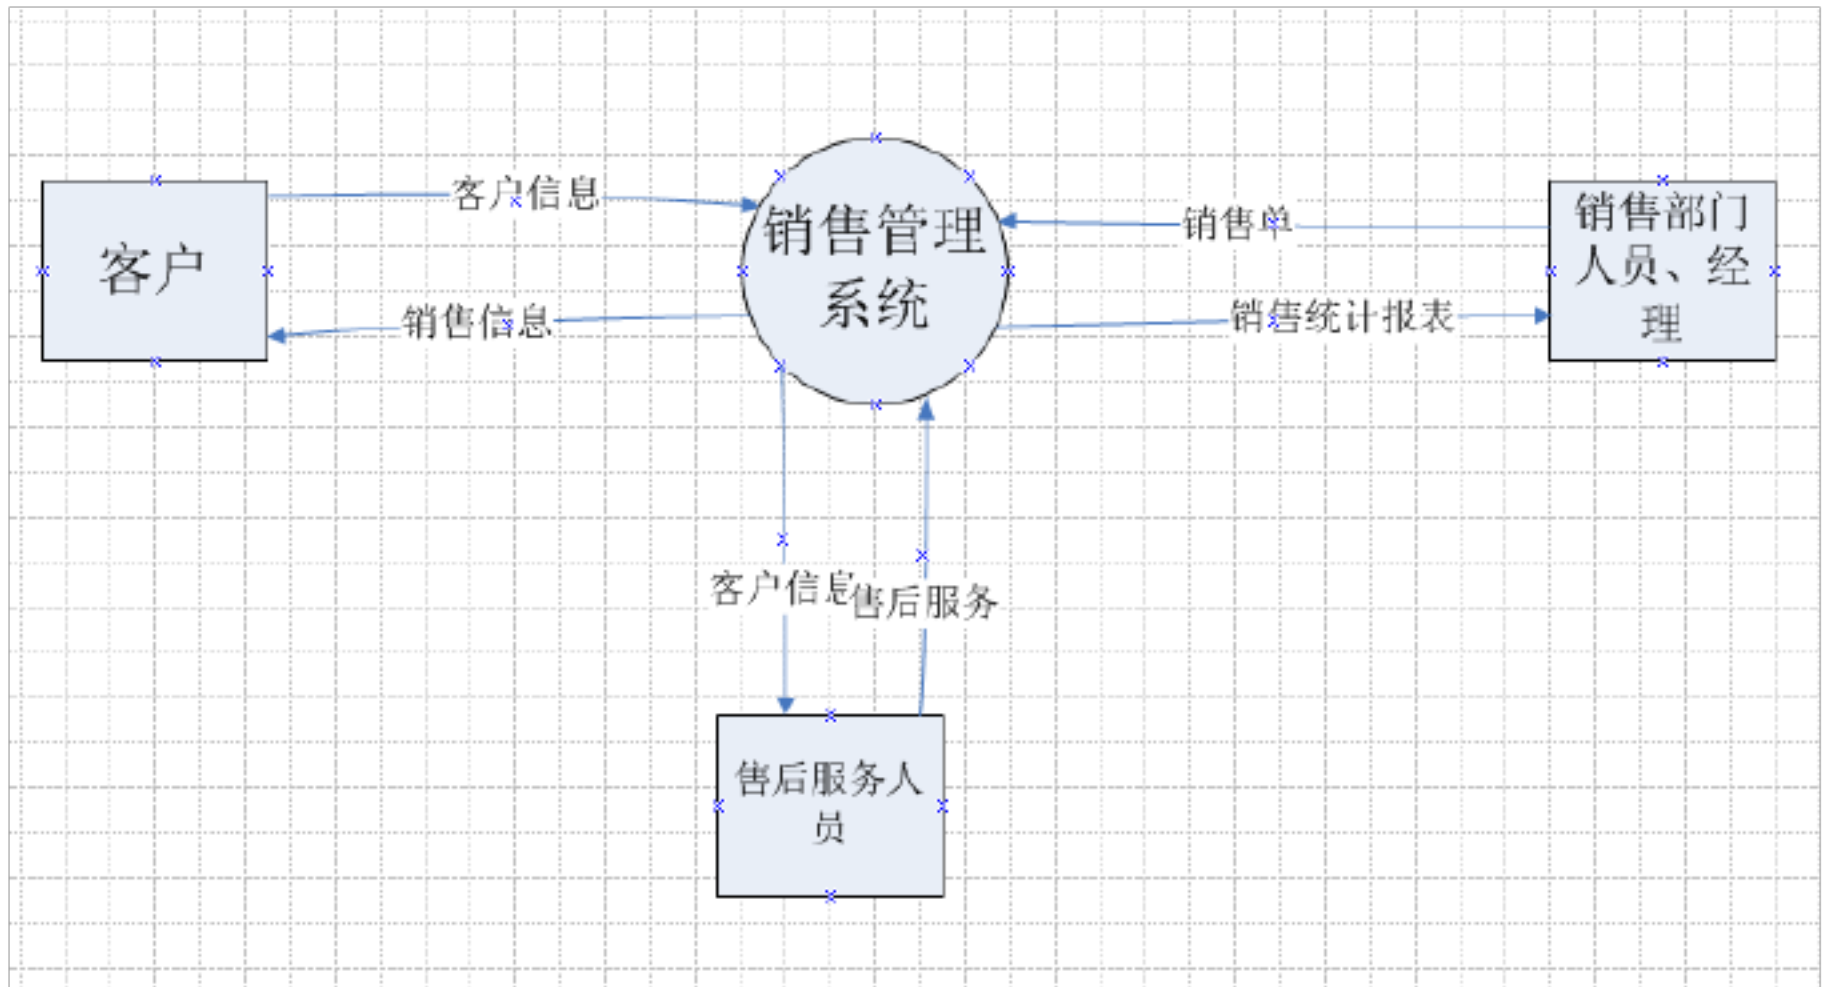 客户信息
销售管理
系统
销售单
销售部门
人员、经
理
客户
销售信息
销售统计报表
客户信息
售后服务
售后服务人
员